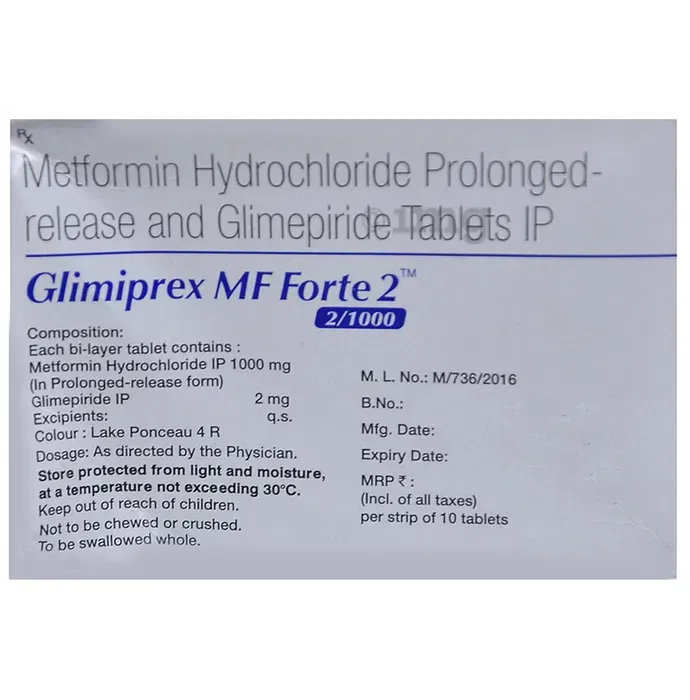 Rx
Metformin Hydrochloride Prolonged-
release and Glimepiride Tablets IP
Glimiprex MF Forte 2™
2/1000
Composition:
Each bi-layer tablet contains :
Metformin Hydrochloride IP 1000 mg
(In Prolonged-release form)
Glimepiride IP 2 mg
Excipients: q.s.
Colour : Lake Ponceau 4 R
Dosage: As directed by the Physician.
Store protected from light and moisture,
at a temperature not exceeding 30°C.
Keep out of reach of children.
Not to be chewed or crushed.
To be swallowed whole.
M. L. No.: M/736/2016
B.No.:
Mfg. Date:
Expiry Date:
MRP ₹ :
(Incl. of all taxes)
per strip of 10 tablets